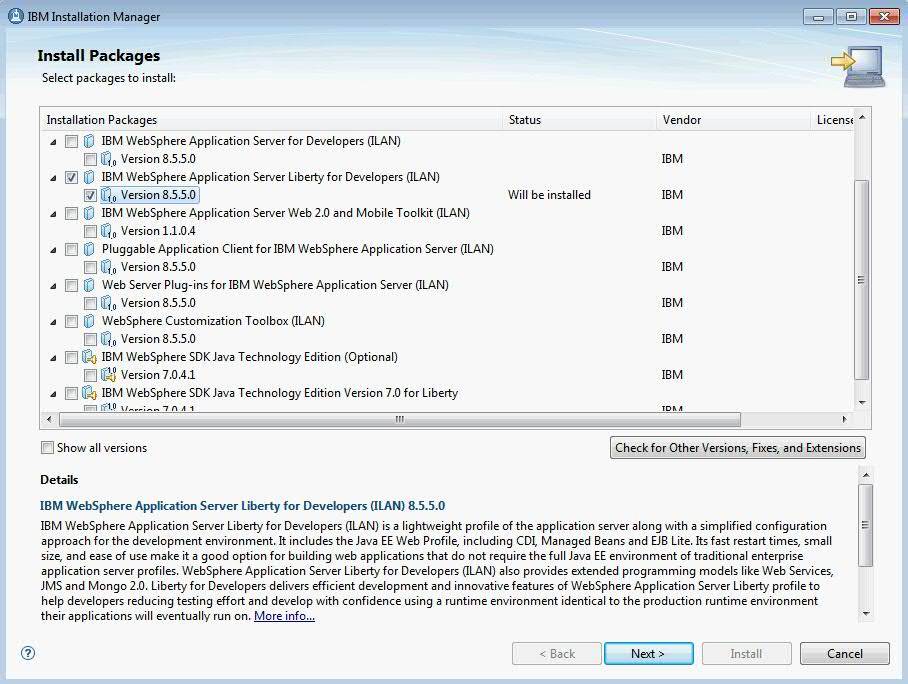 IBM Installation Manager
Install Packages
Select packages to install:
Installation Packages Status Vendor License
IBM WebSphere Application Server for Developers (ILAN)
Version 8.5.5.0 IBM
IBM WebSphere Application Server Liberty for Developers (ILAN)
Version 8.5.5.0 Will be installed IBM
IBM WebSphere Application Server Web 2.0 and Mobile Toolkit (ILAN)
Version 1.1.0.4 IBM
Pluggable Application Client for IBM WebSphere Application Server (ILAN)
Version 8.5.5.0 IBM
Web Server Plug-ins for IBM WebSphere Application Server (ILAN)
Version 8.5.5.0 IBM
WebSphere Customization Toolbox (ILAN)
Version 8.5.5.0 IBM
IBM WebSphere SDK Java Technology Edition (Optional)
Version 7.0.4.1 IBM
IBM WebSphere SDK Java Technology Edition Version 7.0 for Liberty
Version 7.0.4.1 IBM
Show all versions Check for Other Versions, Fixes, and Extensions
Details
IBM WebSphere Application Server Liberty for Developers (ILAN) 8.5.5.0
IBM WebSphere Application Server Liberty for Developers (ILAN) is a lightweight profile of the application server along with a simplified configuration
approach for the development environment. It includes the Java EE Web Profile, including CDI, Managed Beans and EJB Lite. Its fast restart times, small
size, and ease of use make it a good option for building web applications that do not require the full Java EE environment of traditional enterprise
application server profiles. WebSphere Application Server Liberty for Developers (ILAN) also provides extended programming models like Web Services,
JMS and Mongo 2.0. Liberty for Developers delivers efficient development and innovative features of WebSphere Application Server Liberty profile to
help developers reducing testing effort and develop with confidence using a runtime environment identical to the production runtime environment
their applications will eventually run on. More info...
< Back Next > Install Cancel